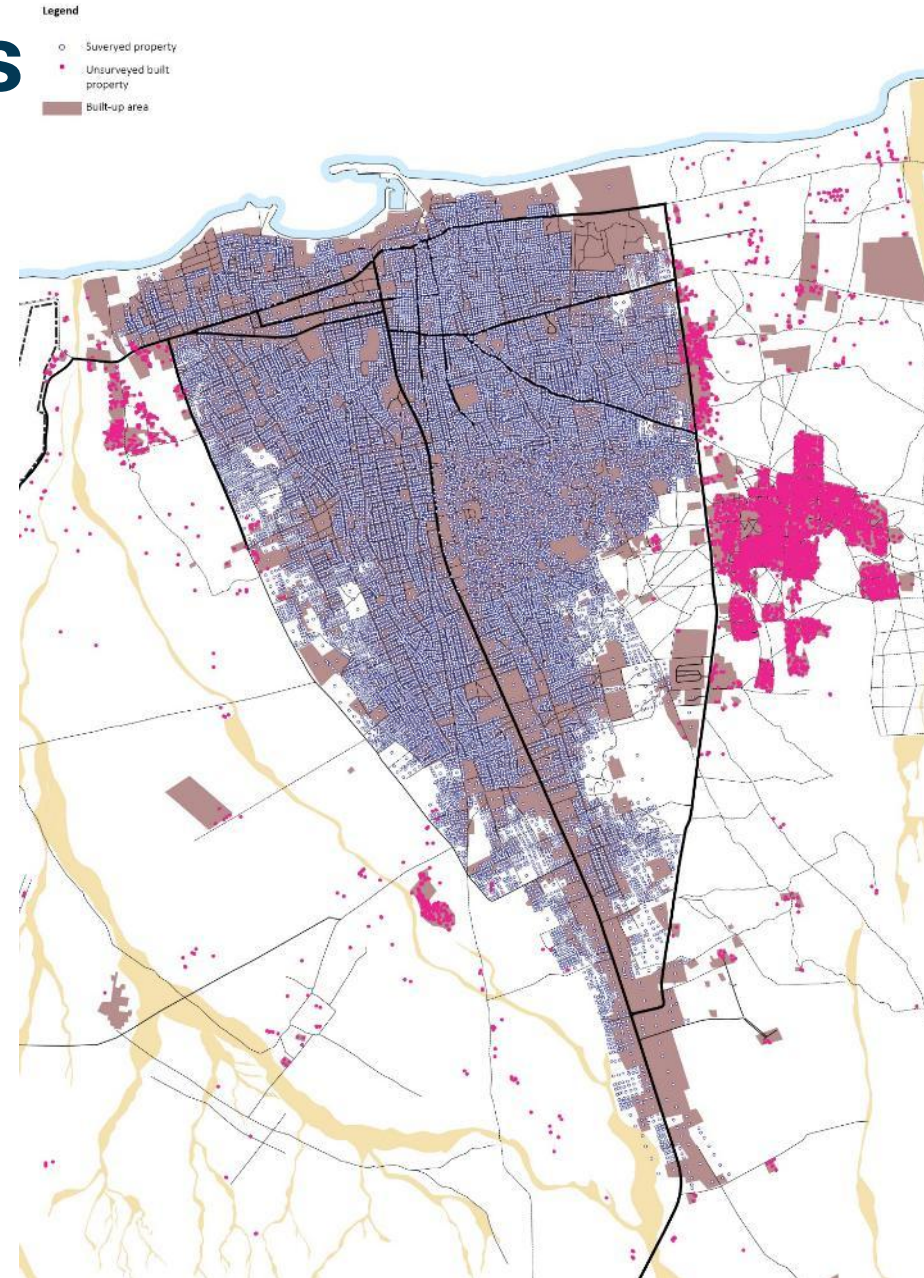 Legend
s
Suveryed property
Unsurveyed built
property
Built-up area